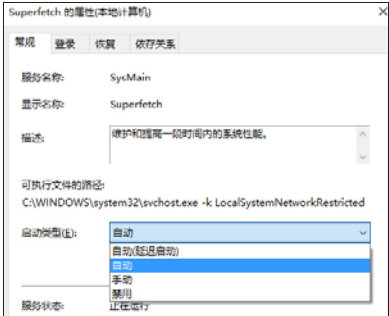 Superfetch 的属性(本地计算机)
常规 登录 恢复 依存关系
服务名称: SysMain
显示名称: Superfetch
描述: 维护和提高一段时间内的系统性能。
可执行文件的路径:
C:\WINDOWS\system32\svchost.exe -k LocalSystemNetworkRestricted
启动类型(E): 自动
自动(延迟启动)
自动
手动
禁用
服务状态: 正在运行